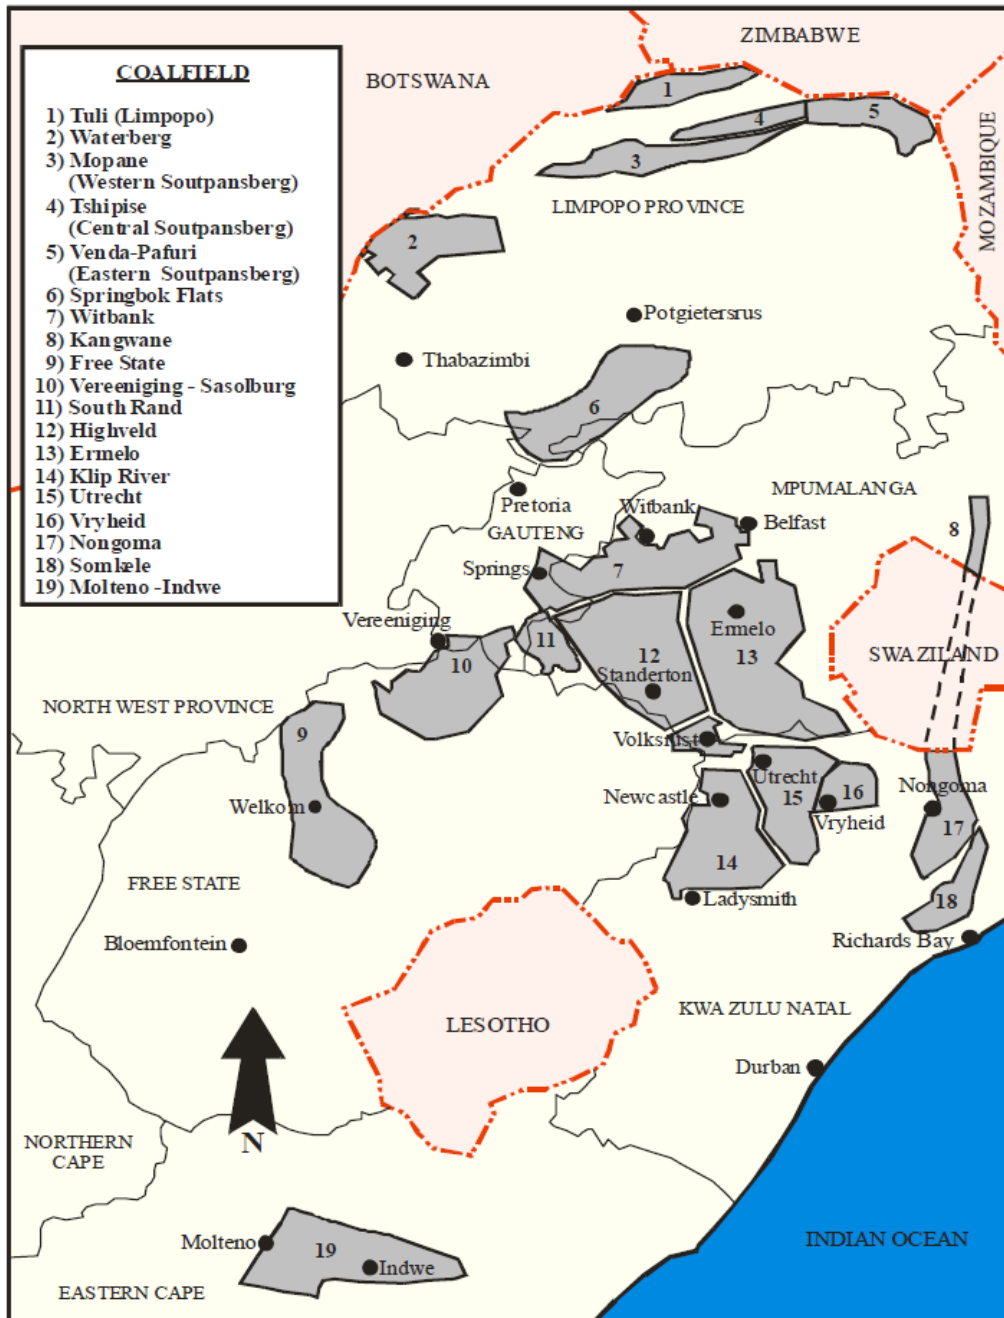 COALFIELD
1) Tuli (Limpopo)
2) Waterberg
3) Mopane
(Western Soutpansberg)
4) Tshipise
(Central Soutpansberg)
5) Venda-Pafuri
(Eastern Soutpansberg)
6) Springbok Flats
7) Witbank
8) Kangwane
9) Free State
10) Vereeniging - Sasolburg
11) South Rand
12) Highveld
13) Ermelo
14) Klip River
15) Utrecht
16) Vryheid
17) Nongoma
18) Somkele
19) Molteno -Indwe
ZIMBABWE
BOTSWANA
MOZAMBIQUE
1
4
5
3
LIMPOPO PROVINCE
2
Potgietersrus
Thabazimbi
6
MPUMALANGA
Pretoria
Witbank
Belfast
GAUTENG
8
Springs
7
Vereeniging
Ermelo
11
12
13
SWAZILAND
10
Standerton
NORTH WEST PROVINCE
9
Volksrust
Utrecht
Nongoma
Newcastle
15
16
Welkom
Vryheid
17
14
FREE STATE
Ladysmith
18
Bloemfontein
Richards Bay
KWA ZULU NATAL
LESOTHO
Durban
N
NORTHERN
CAPE
Molteno
19
Indwe
INDIAN OCEAN
EASTERN CAPE